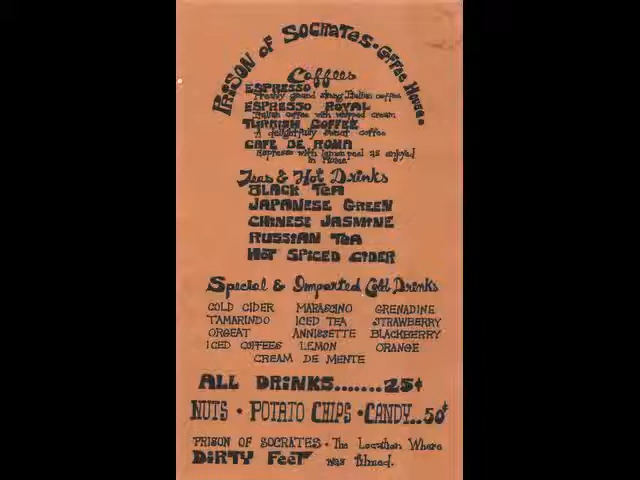 PRISON OF SOCRATES • Coffee House •
Coffees
ESPRESSO
Freshly ground strong Italian coffee
ESPRESSO ROYAL
Italian coffee with whipped cream
TURKISH COFFEE
A delightfully sweet coffee
CAFE DE ROMA
Espresso with lemon peel as enjoyed
in "Rome"
Teas & Hot Drinks
BLACK TEA
JAPANESE GREEN
CHINESE JASMINE
RUSSIAN TEA
HOT SPICED CIDER
Special & Imported Cold Drinks
COLD CIDER MARASCINO GRENADINE
TAMARINDO ICED TEA STRAWBERRY
ORGEAT ANNISSETTE BLACKBERRY
ICED COFFEES LEMON ORANGE
CREAM DE MENTE
ALL DRINKS.......25¢
NUTS • POTATO CHIPS • CANDY..50¢
PRISON OF SOCRATES • The Location Where
DIRTY FEET was filmed.